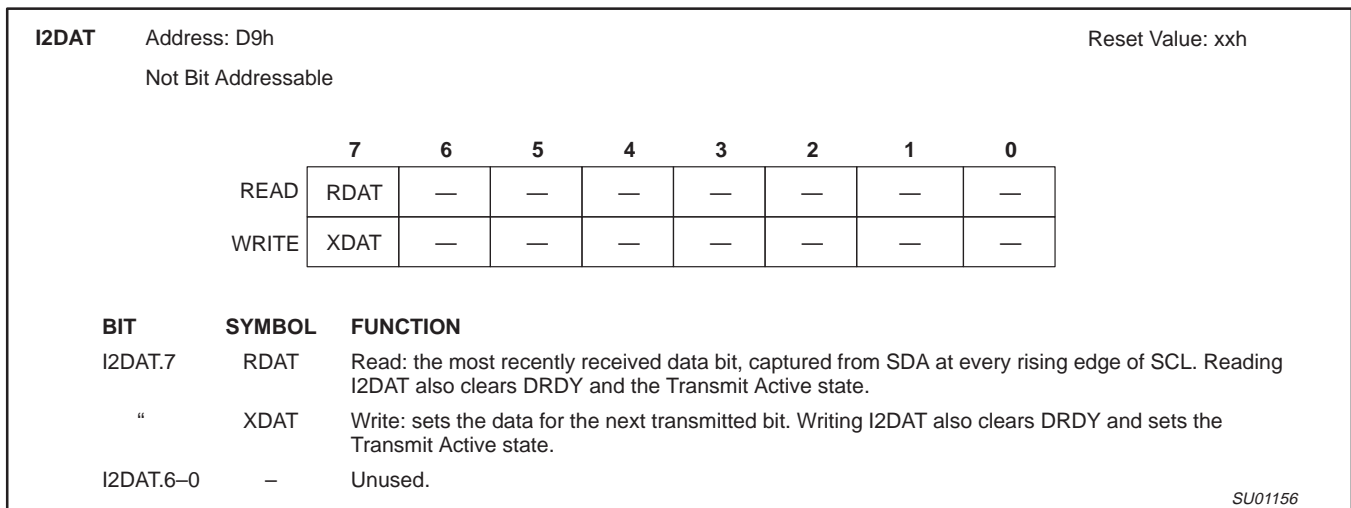 I2DAT Address: D9h Reset Value: xxh
Not Bit Addressable
7 6 5 4 3 2 1 0
READ RDAT — — — — — — —
WRITE XDAT — — — — — — —
BIT SYMBOL FUNCTION
I2DAT.7 RDAT Read: the most recently received data bit, captured from SDA at every rising edge of SCL. Reading
I2DAT also clears DRDY and the Transmit Active state.
“ XDAT Write: sets the data for the next transmitted bit. Writing I2DAT also clears DRDY and sets the
Transmit Active state.
I2DAT.6–0 – Unused.
SU01156